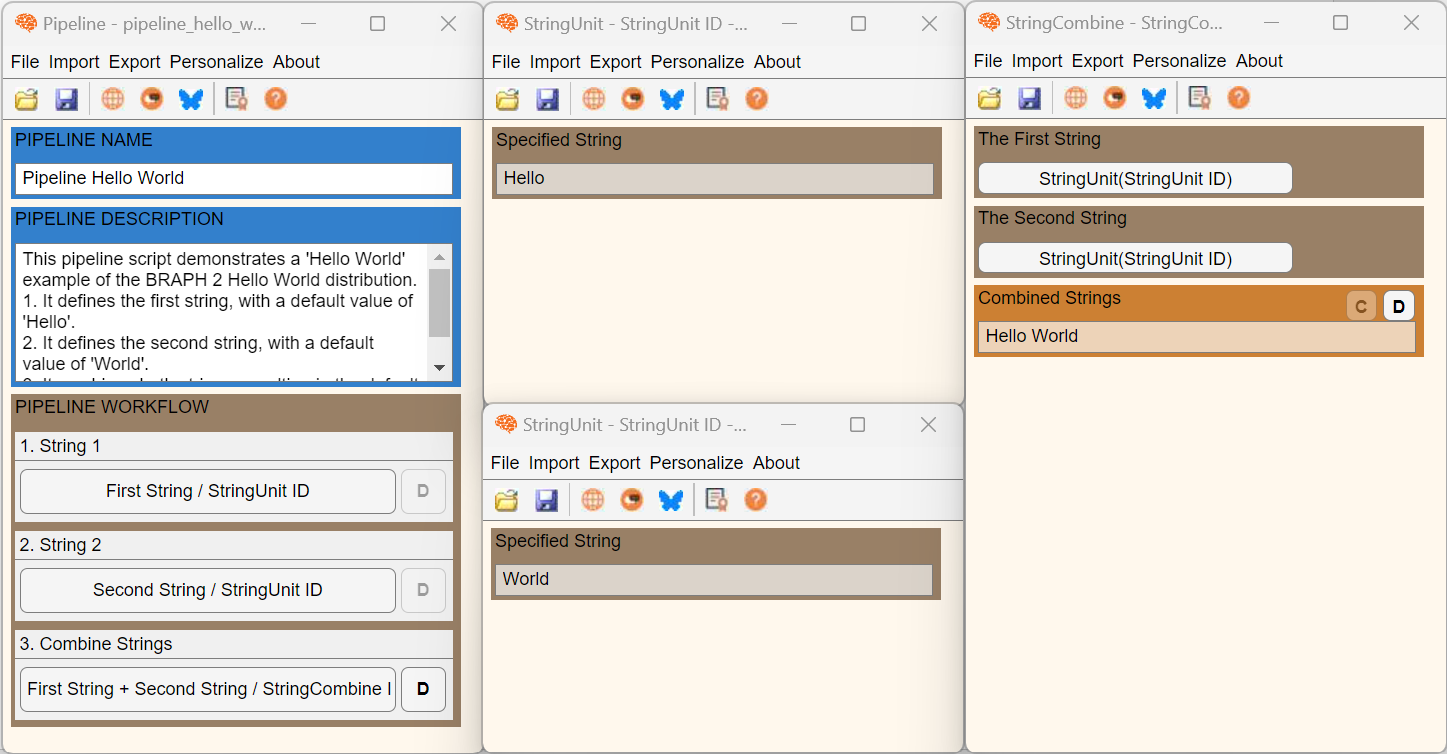 Pipeline - pipeline_hello_w...
File Import Export Personalize About
PIPELINE NAME
Pipeline Hello World
PIPELINE DESCRIPTION
This pipeline script demonstrates a 'Hello World'
example of the BRAPH 2 Hello World distribution.
1. It defines the first string, with a default value of
'Hello'.
2. It defines the second string, with a default
value of 'World'.
PIPELINE WORKFLOW
1. String 1
First String / StringUnit ID D
2. String 2
Second String / StringUnit ID D
3. Combine Strings
First String + Second String / StringCombine I D
StringUnit - StringUnit ID -...
File Import Export Personalize About
Specified String
Hello
StringUnit - StringUnit ID -...
File Import Export Personalize About
Specified String
World
StringCombine - StringCo...
File Import Export Personalize About
The First String
StringUnit(StringUnit ID)
The Second String
StringUnit(StringUnit ID)
Combined Strings C D
Hello World